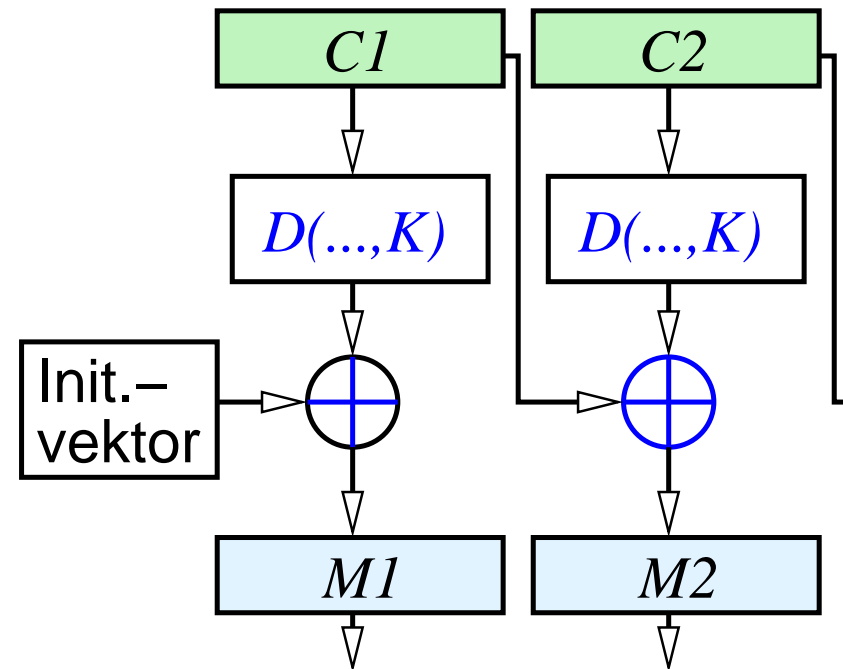 C1
C2
D(...,K)
D(...,K)
Init.–
vektor
M1
M2